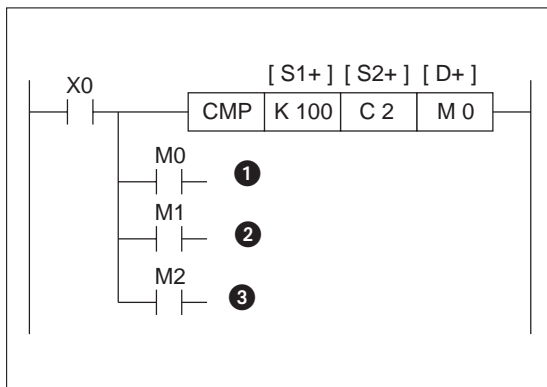 [ S1+ ] [ S2+ ] [ D+ ]
X0
CMP K 100 C 2 M 0
M0
1
M1
2
M2
3